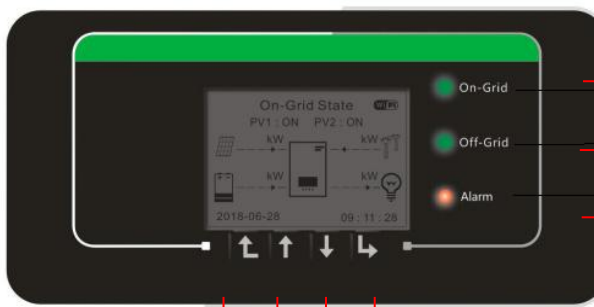 On-Grid State WiFi
PV1 : ON PV2 : ON
kW kW
kW kW
2018-06-28 09 : 11 : 28
On-Grid
Off-Grid
Alarm